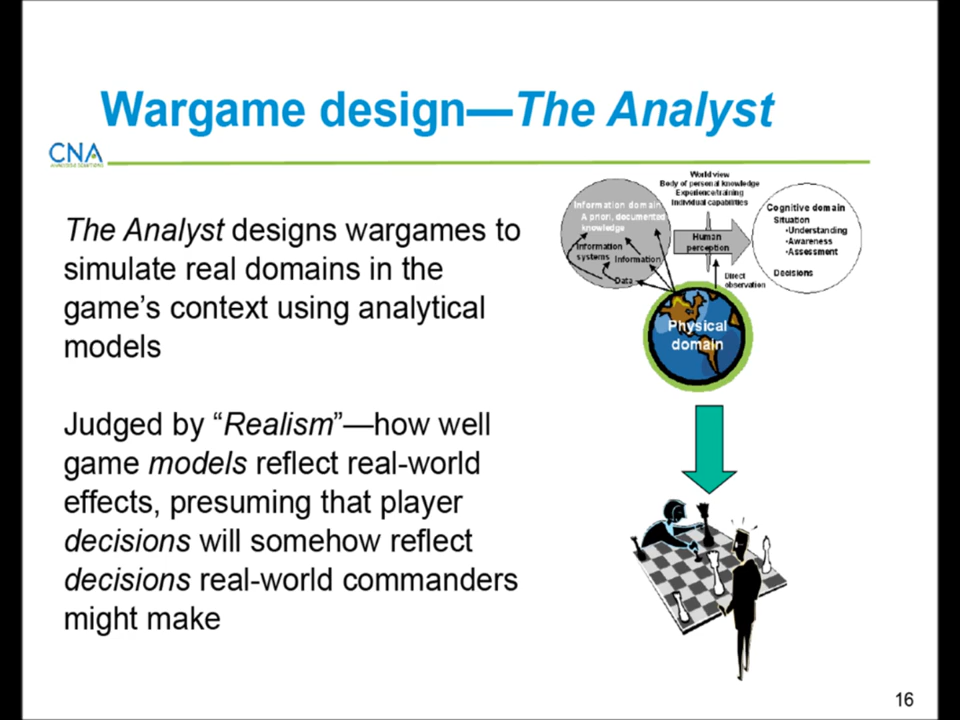 Wargame design—The Analyst
CNA
The Analyst designs wargames to
simulate real domains in the
game's context using analytical
models
Judged by “Realism”—how well
game models reflect real-world
effects, presuming that player
decisions will somehow reflect
decisions real-world commanders
might make
World view
Body of personal knowledge
Experience/training
Individual capabilities
Information domain
A priori, documented
knowledge
Information
systems
Information
Data
Human
perception
Direct
observation
Cognitive domain
Situation
•Understanding
•Awareness
•Assessment
Decisions
Physical
domain
16